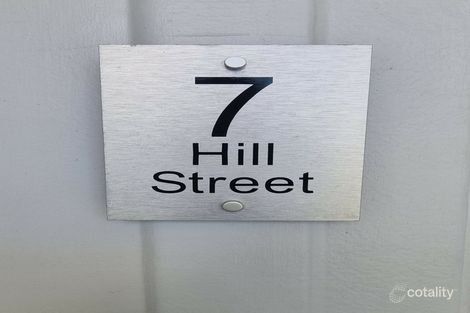 7
Hill
Street
cotality